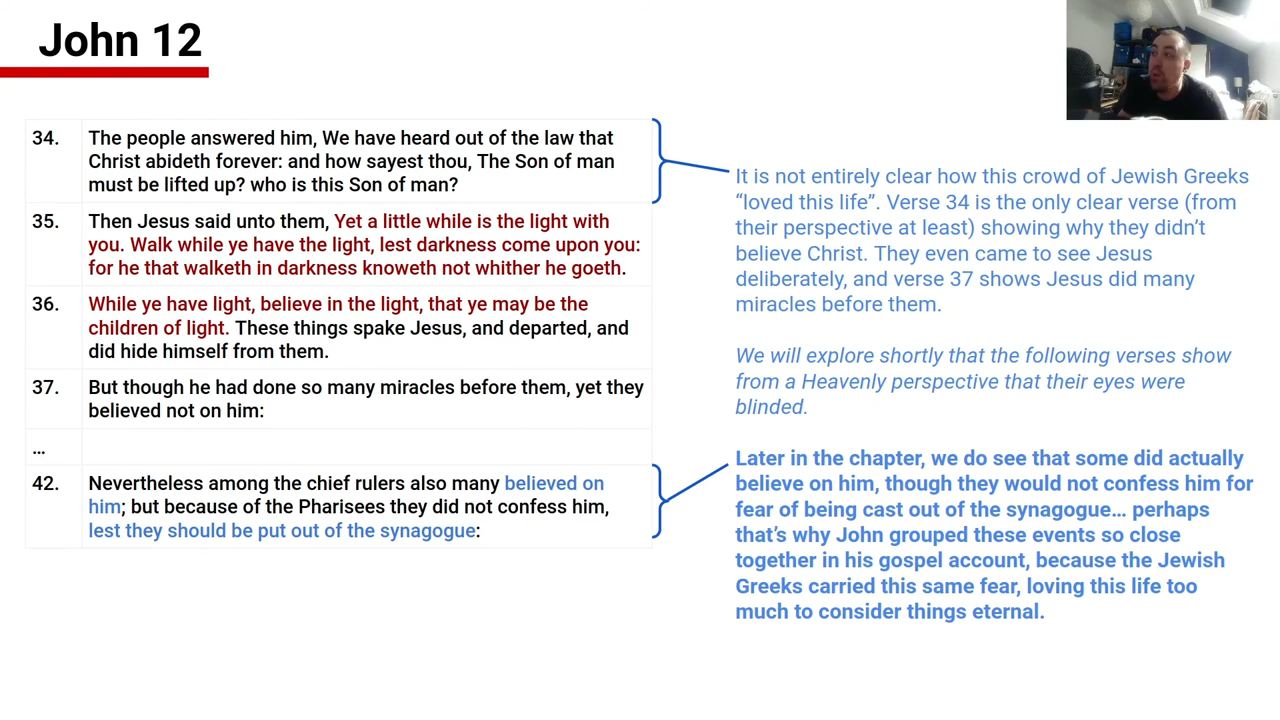 John 12
34. The people answered him, We have heard out of the law that
Christ abideth forever: and how sayest thou, The Son of man
must be lifted up? who is this Son of man?
35. Then Jesus said unto them, Yet a little while is the light with
you. Walk while ye have the light, lest darkness come upon you:
for he that walketh in darkness knoweth not whither he goeth.
36. While ye have light, believe in the light, that ye may be the
children of light. These things spake Jesus, and departed, and
did hide himself from them.
37. But though he had done so many miracles before them, yet they
believed not on him:
...
42. Nevertheless among the chief rulers also many believed on
him; but because of the Pharisees they did not confess him,
lest they should be put out of the synagogue:
It is not entirely clear how this crowd of Jewish Greeks
“loved this life”. Verse 34 is the only clear verse (from
their perspective at least) showing why they didn’t
believe Christ. They even came to see Jesus
deliberately, and verse 37 shows Jesus did many
miracles before them.
We will explore shortly that the following verses show
from a Heavenly perspective that their eyes were
blinded.
Later in the chapter, we do see that some did actually
believe on him, though they would not confess him for
fear of being cast out of the synagogue… perhaps
that’s why John grouped these events so close
together in his gospel account, because the Jewish
Greeks carried this same fear, loving this life too
much to consider things eternal.